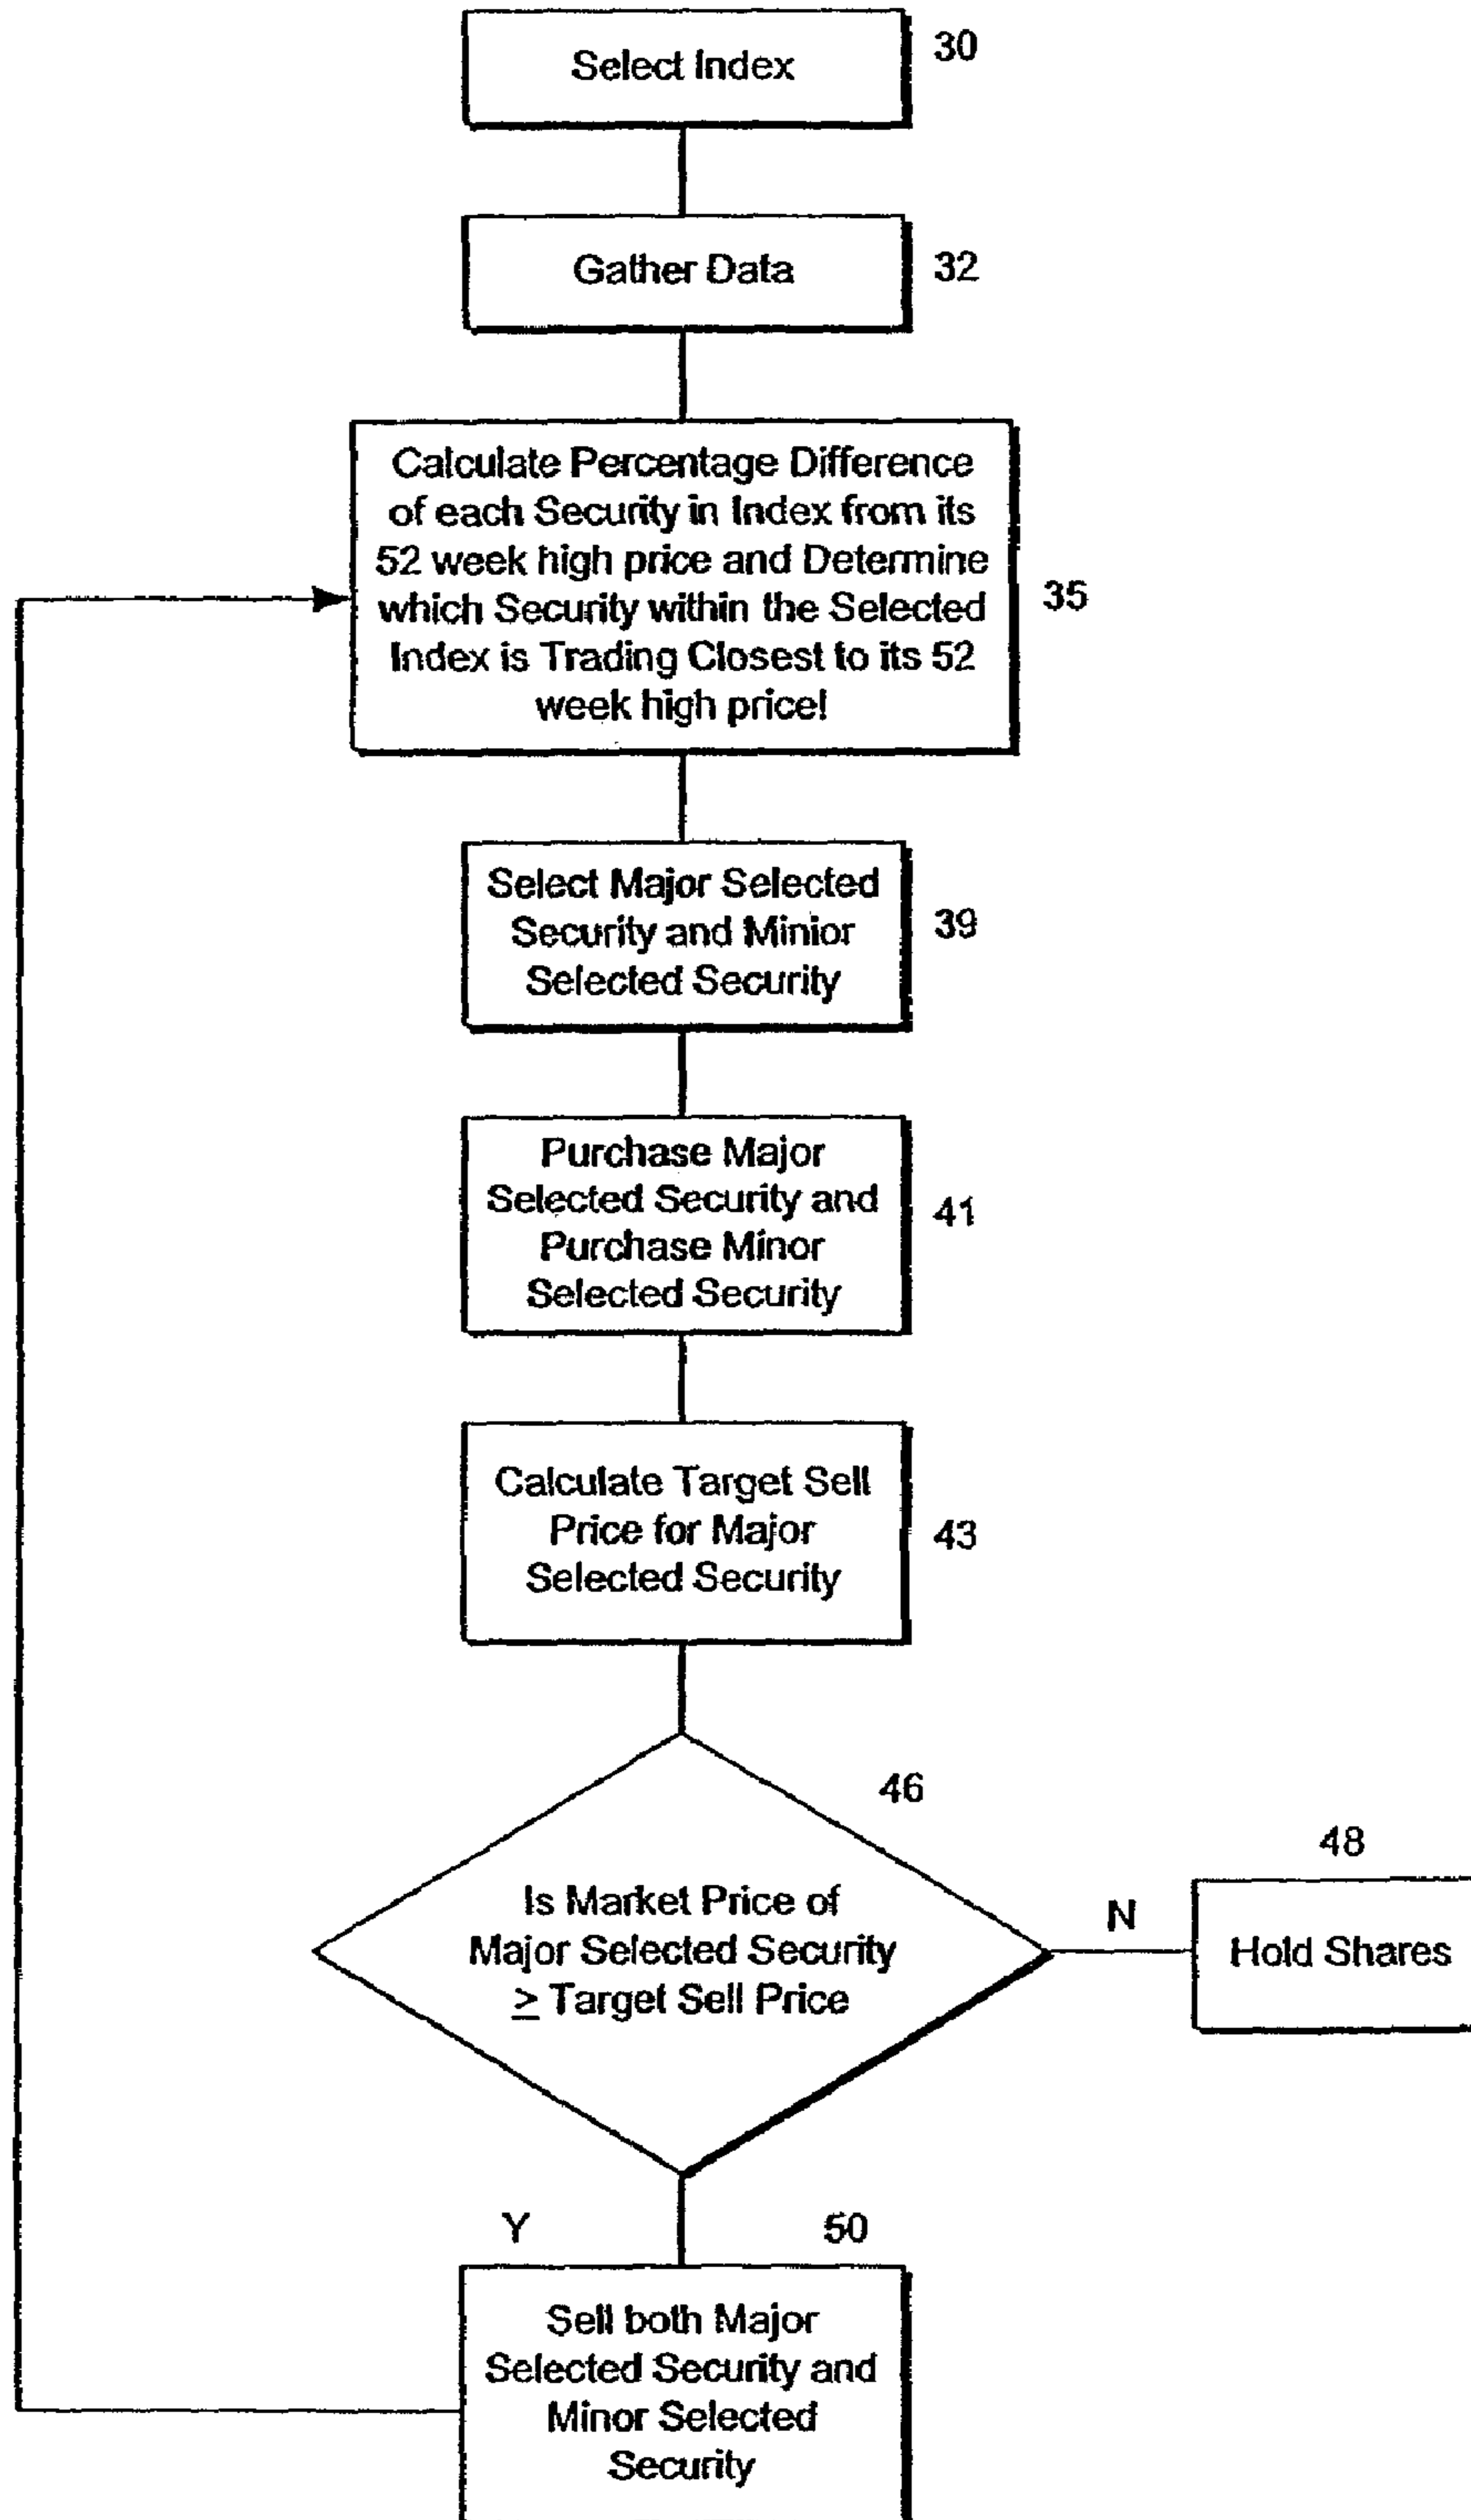 Select Index
30
Gather Data
32
Calculate Percentage Difference
of each Security in Index from its
52 week high price and Determine
which Security within the Selected
Index is Trading Closest to its 52
week high price!
35
Select Major Selected
Security and Minior
Selected Security
39
Purchase Major
Selected Security and
Purchase Minor
Selected Security
41
Calculate Target Sell
Price for Major
Selected Security
43
46
Is Market Price of
Major Selected Security
≥ Target Sell Price
N
48
Hold Shares
Y
50
Sell both Major
Selected Security and
Minor Selected
Security